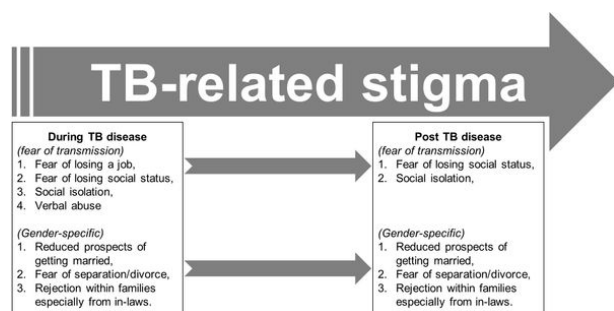 TB-related stigma
During TB disease
(fear of transmission)
1. Fear of losing a job,
2. Fear of losing social status,
3. Social isolation,
4. Verbal abuse
(Gender-specific)
1. Reduced prospects of
getting married,
2. Fear of separation/divorce,
3. Rejection within families
especially from in-laws.
Post TB disease
(fear of transmission)
1. Fear of losing social status,
2. Social isolation,
(Gender-specific)
1. Reduced prospects of
getting married,
2. Fear of separation/divorce,
3. Rejection within families
especially from in-laws.